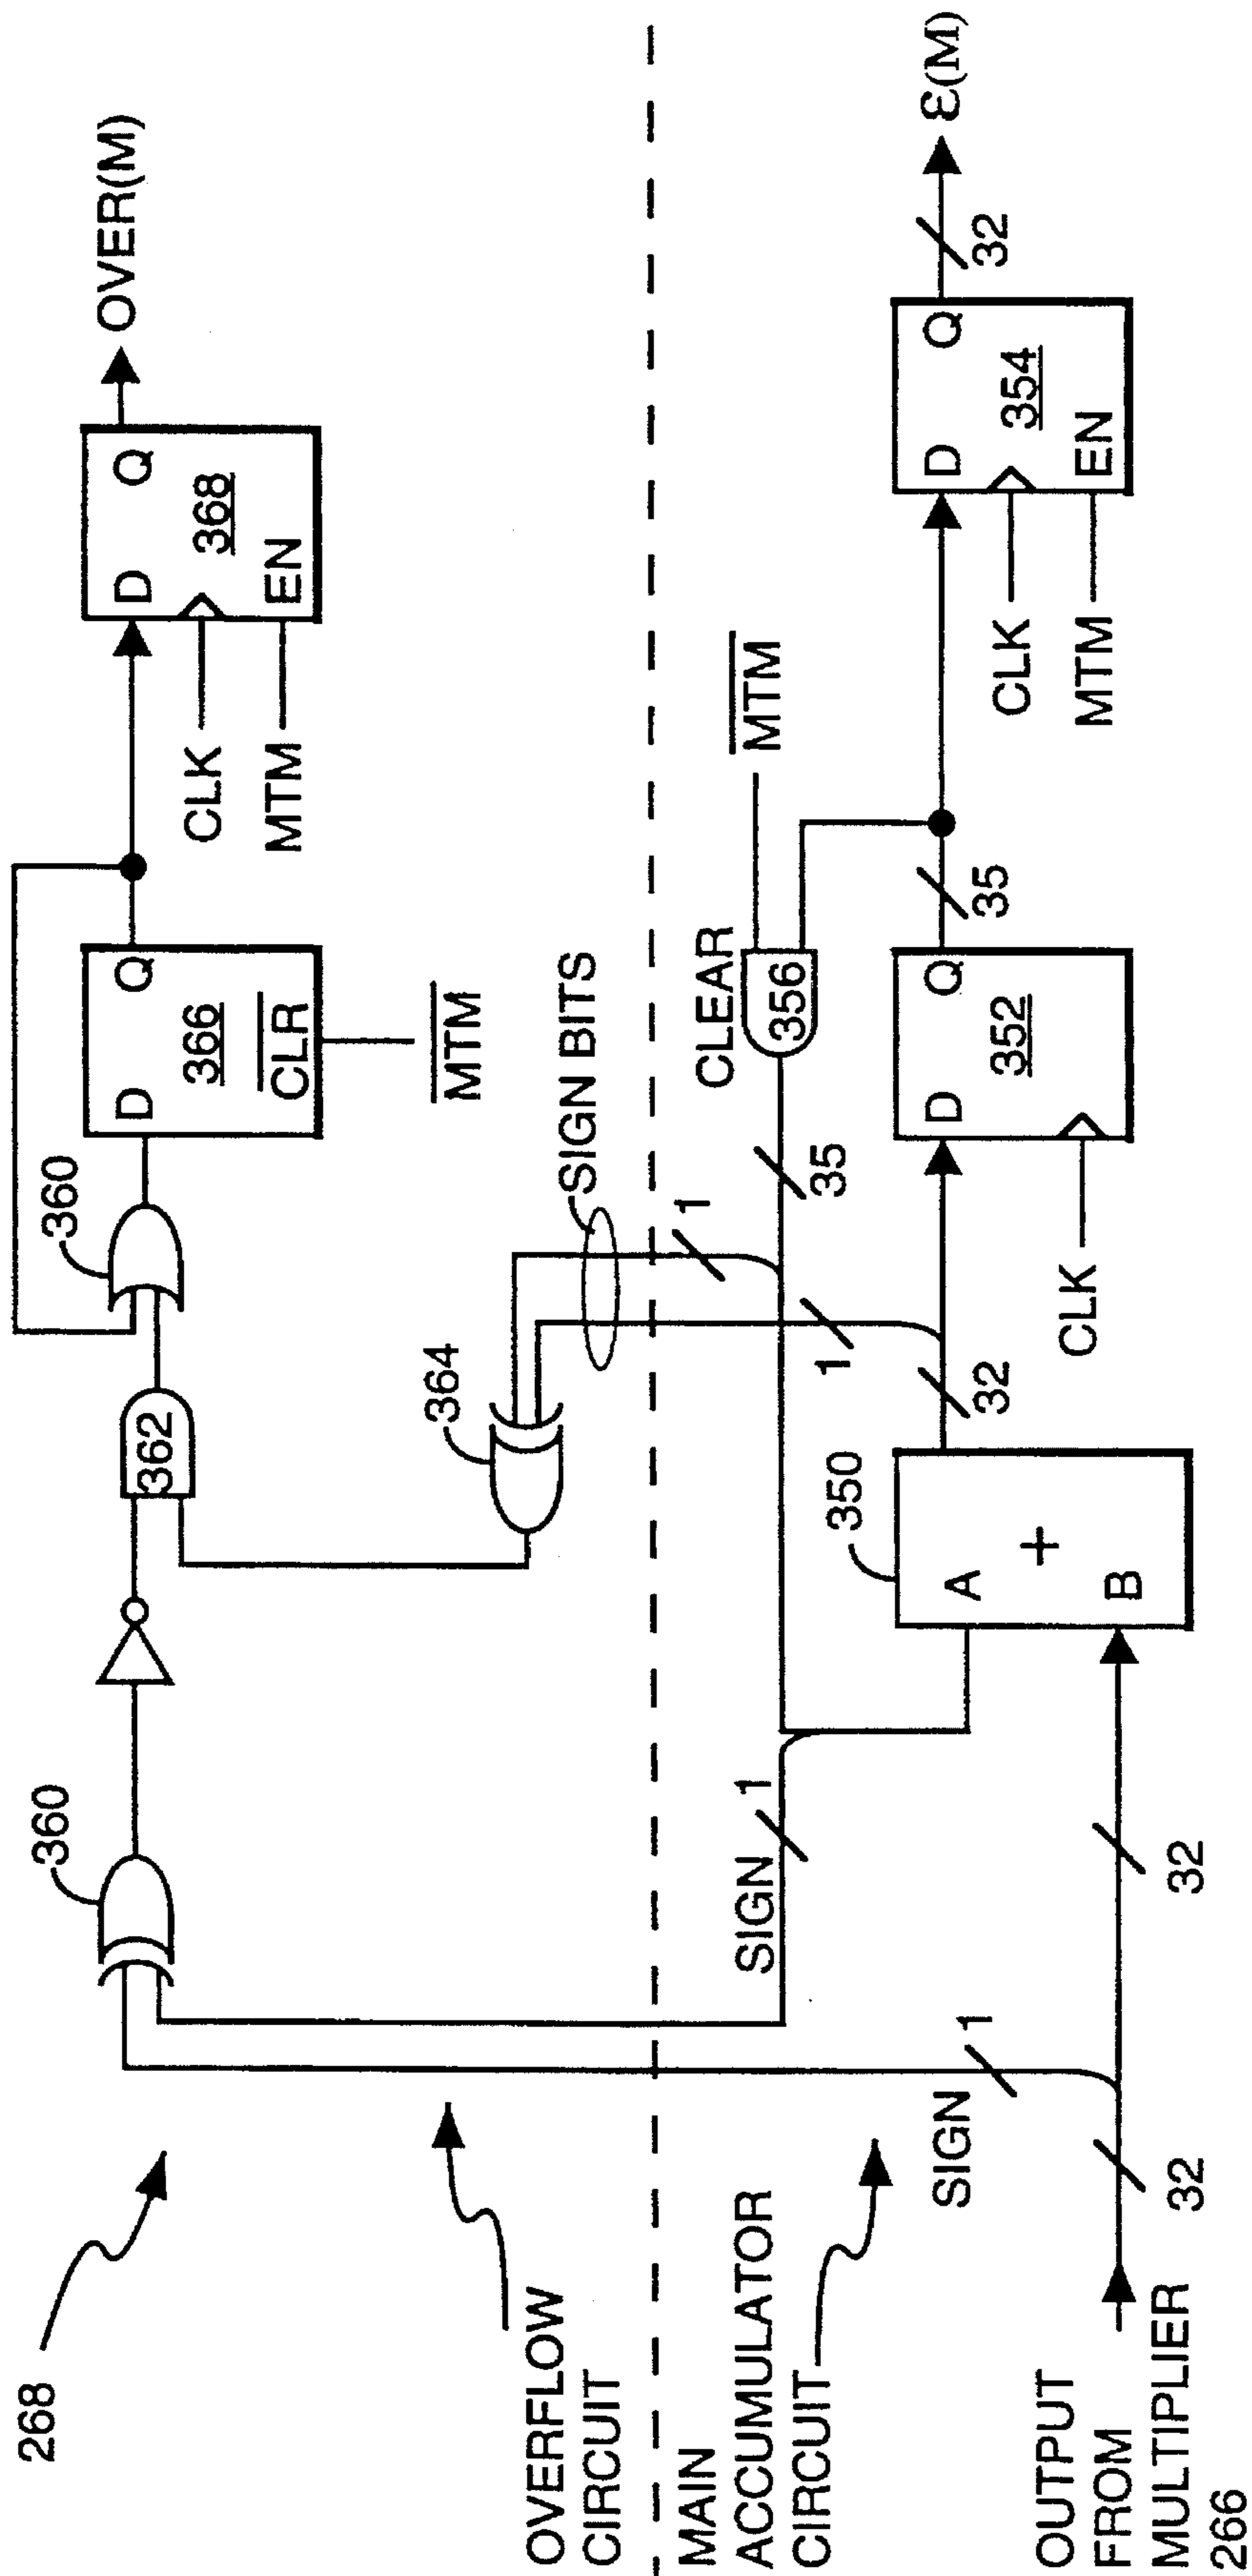 268
OVERFLOW
CIRCUIT
360
362
360
D
Q
366
CLR
MTM
D
Q
368
CLK
MTM
EN
OVER(M)
364
SIGN BITS
MAIN
ACCUMULATOR
CIRCUIT
OUTPUT
FROM
MULTIPLIER
266
32
SIGN
1
32
SIGN
1
350
A
+
B
32
1
1
35
CLEAR
356
MTM
D
Q
352
CLK
35
D
Q
354
CLK
MTM
EN
32
ε(M)